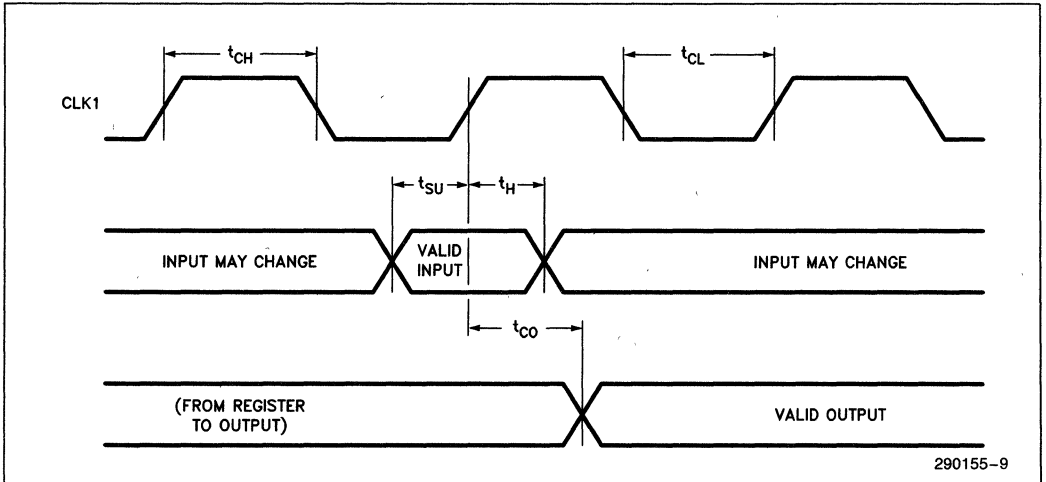 tCH
tCL
CLK1
tSU
tH
INPUT MAY CHANGE
VALID
INPUT
INPUT MAY CHANGE
tCO
(FROM REGISTER
TO OUTPUT)
VALID OUTPUT
290155-9